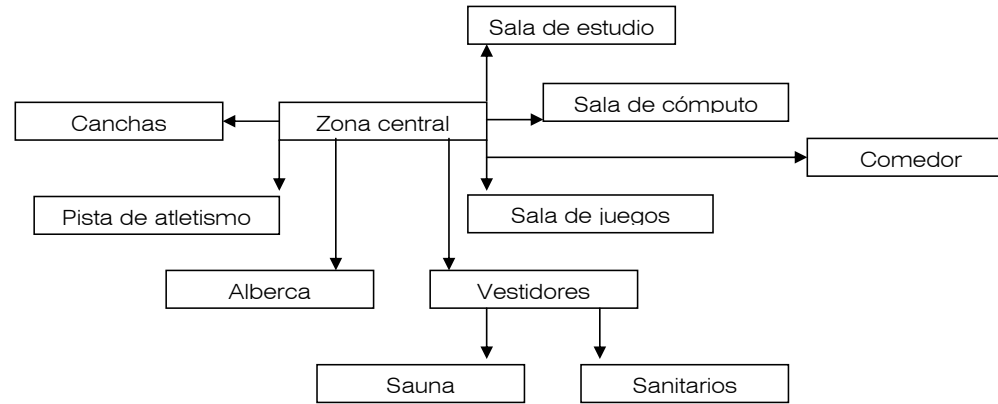 Sala de estudio
Sala de cómputo
Canchas
Zona central
Comedor
Pista de atletismo
Sala de juegos
Alberca
Vestidores
Sauna
Sanitarios